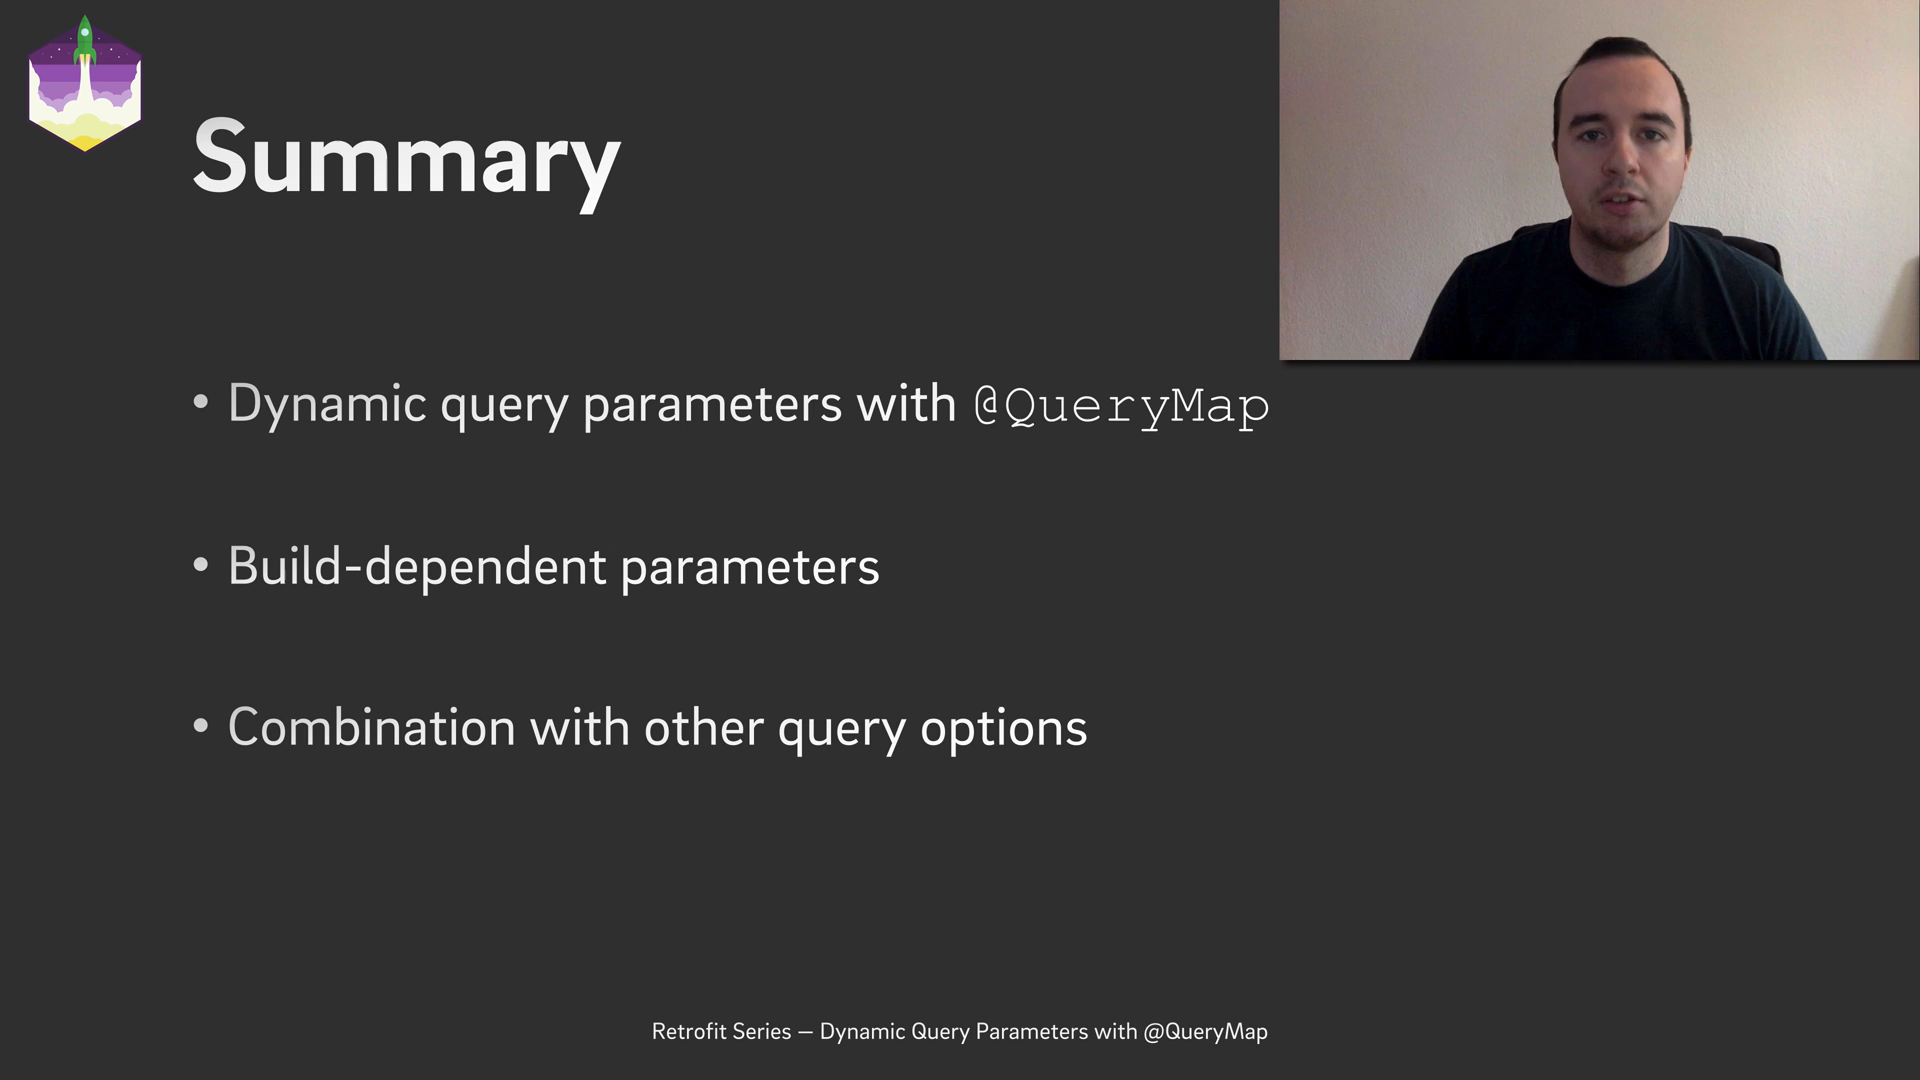 Summary
• Dynamic query parameters with @QueryMap
• Build-dependent parameters
• Combination with other query options
Retrofit Series — Dynamic Query Parameters with @QueryMap